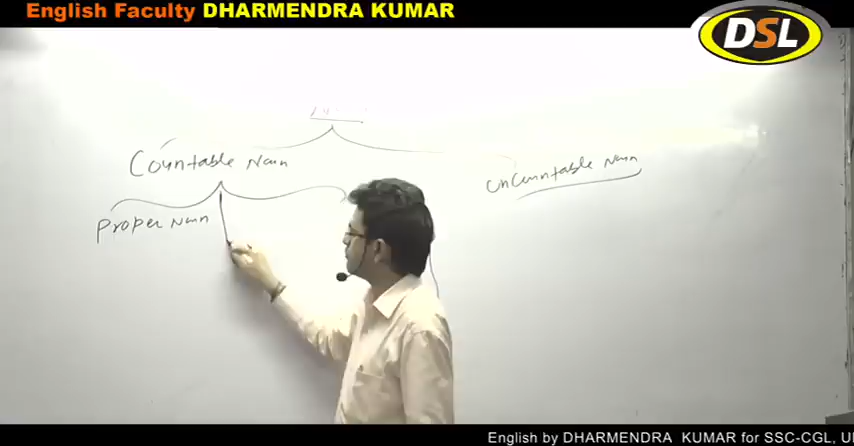 English Faculty DHARMENDRA KUMAR
DSL
Countable Noun
Uncountable Noun
Proper Noun
English by DHARMENDRA KUMAR for SSC-CGL,